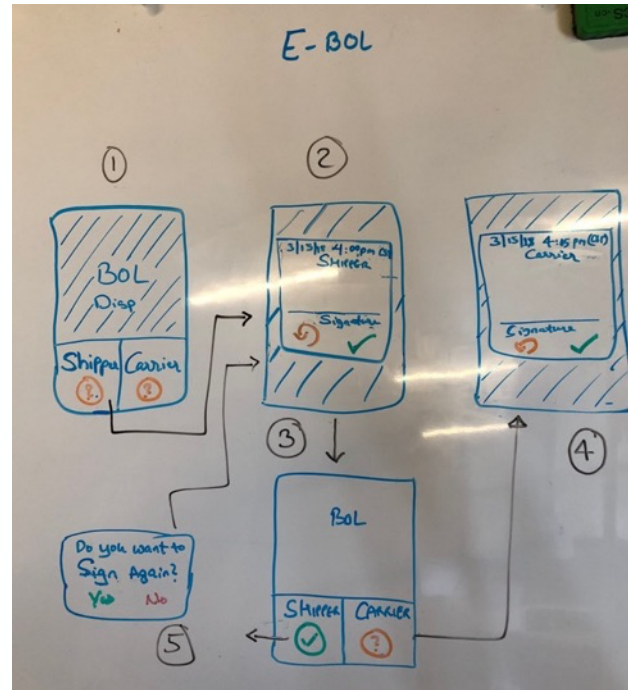 E-BOL
1
2
BOL
Disp
Shipper
Carrier
?
?
3/15/18 4:00pm
SHIPPER
Signature
3/15/18 4:15 pm
Carrier
Signature
3
4
BOL
SHIPPER
CARRIER
?
Do you want to
Sign Again?
Yes
No
5